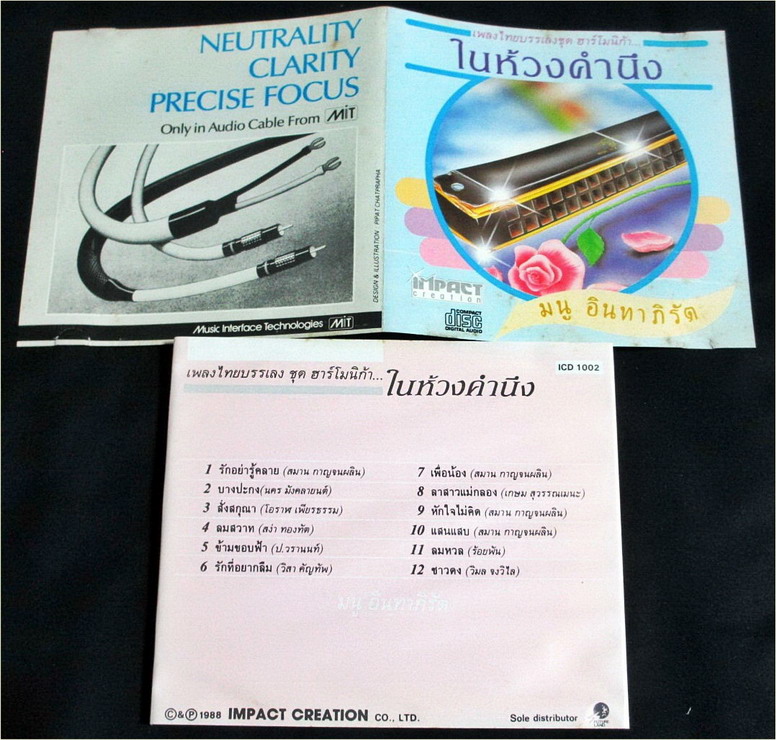 NEUTRALITY
CLARITY
PRECISE FOCUS
Only in Audio Cable From MIT
DESIGN & ILLUSTRATION PIPAT CHATPRAPHA
Music Interface Technologies MIT
เพลงไทยบรรเลงชุด ฮาร์โมนิก้า...
ในห้วงคำนึง
IMPACT
creation
COMPACT
disc
DIGITAL AUDIO
มนู อินทาภิรัต
ICD 1002
เพลงไทยบรรเลง ชุด ฮาร์โมนิก้า... ในห้วงคำนึง
1 รักอย่ารู้คลาย (สมาน กาญจนผลิน)
2 บางปะกง(นคร มังคลายนต์)
3 สั่งสกุณา (โอราฬ เพียรธรรม)
4 ลมสวาท (สง่า ทองทัต)
5 ข้ามขอบฟ้า (ป.วรานนท์)
6 รักที่อยากลืม (วิสา คัญทัพ)
7 เพื่อน้อง (สมาน กาญจนผลิน)
8 ลาสาวแม่กลอง (เกษม สุวรรณเมนะ)
9 หักใจไม่คิด (สมาน กาญจนผลิน)
10 แสนแสบ (สมาน กาญจนผลิน)
11 ลมหวล (ร้อยพัน)
12 ชาวดง (วิมล จงวิไล)
มนู อินทาภิรัต
©&℗1988 IMPACT CREATION CO., LTD.
Sole distributor
FUTURE
LAND